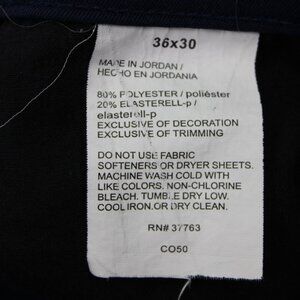 36x30
MADE IN JORDAN /
HECHO EN JORDANIA
80% POLYESTER / poliéster
20% ELASTERELL-p /
elasterell-p
EXCLUSIVE OF DECORATION
EXCLUSIVE OF TRIMMING
DO NOT USE FABRIC
SOFTENERS OR DRYER SHEETS.
MACHINE WASH COLD WITH
LIKE COLORS. NON-CHLORINE
BLEACH. TUMBLE DRY LOW.
COOL IRON.OR DRY CLEAN.
RN# 37763
CO50